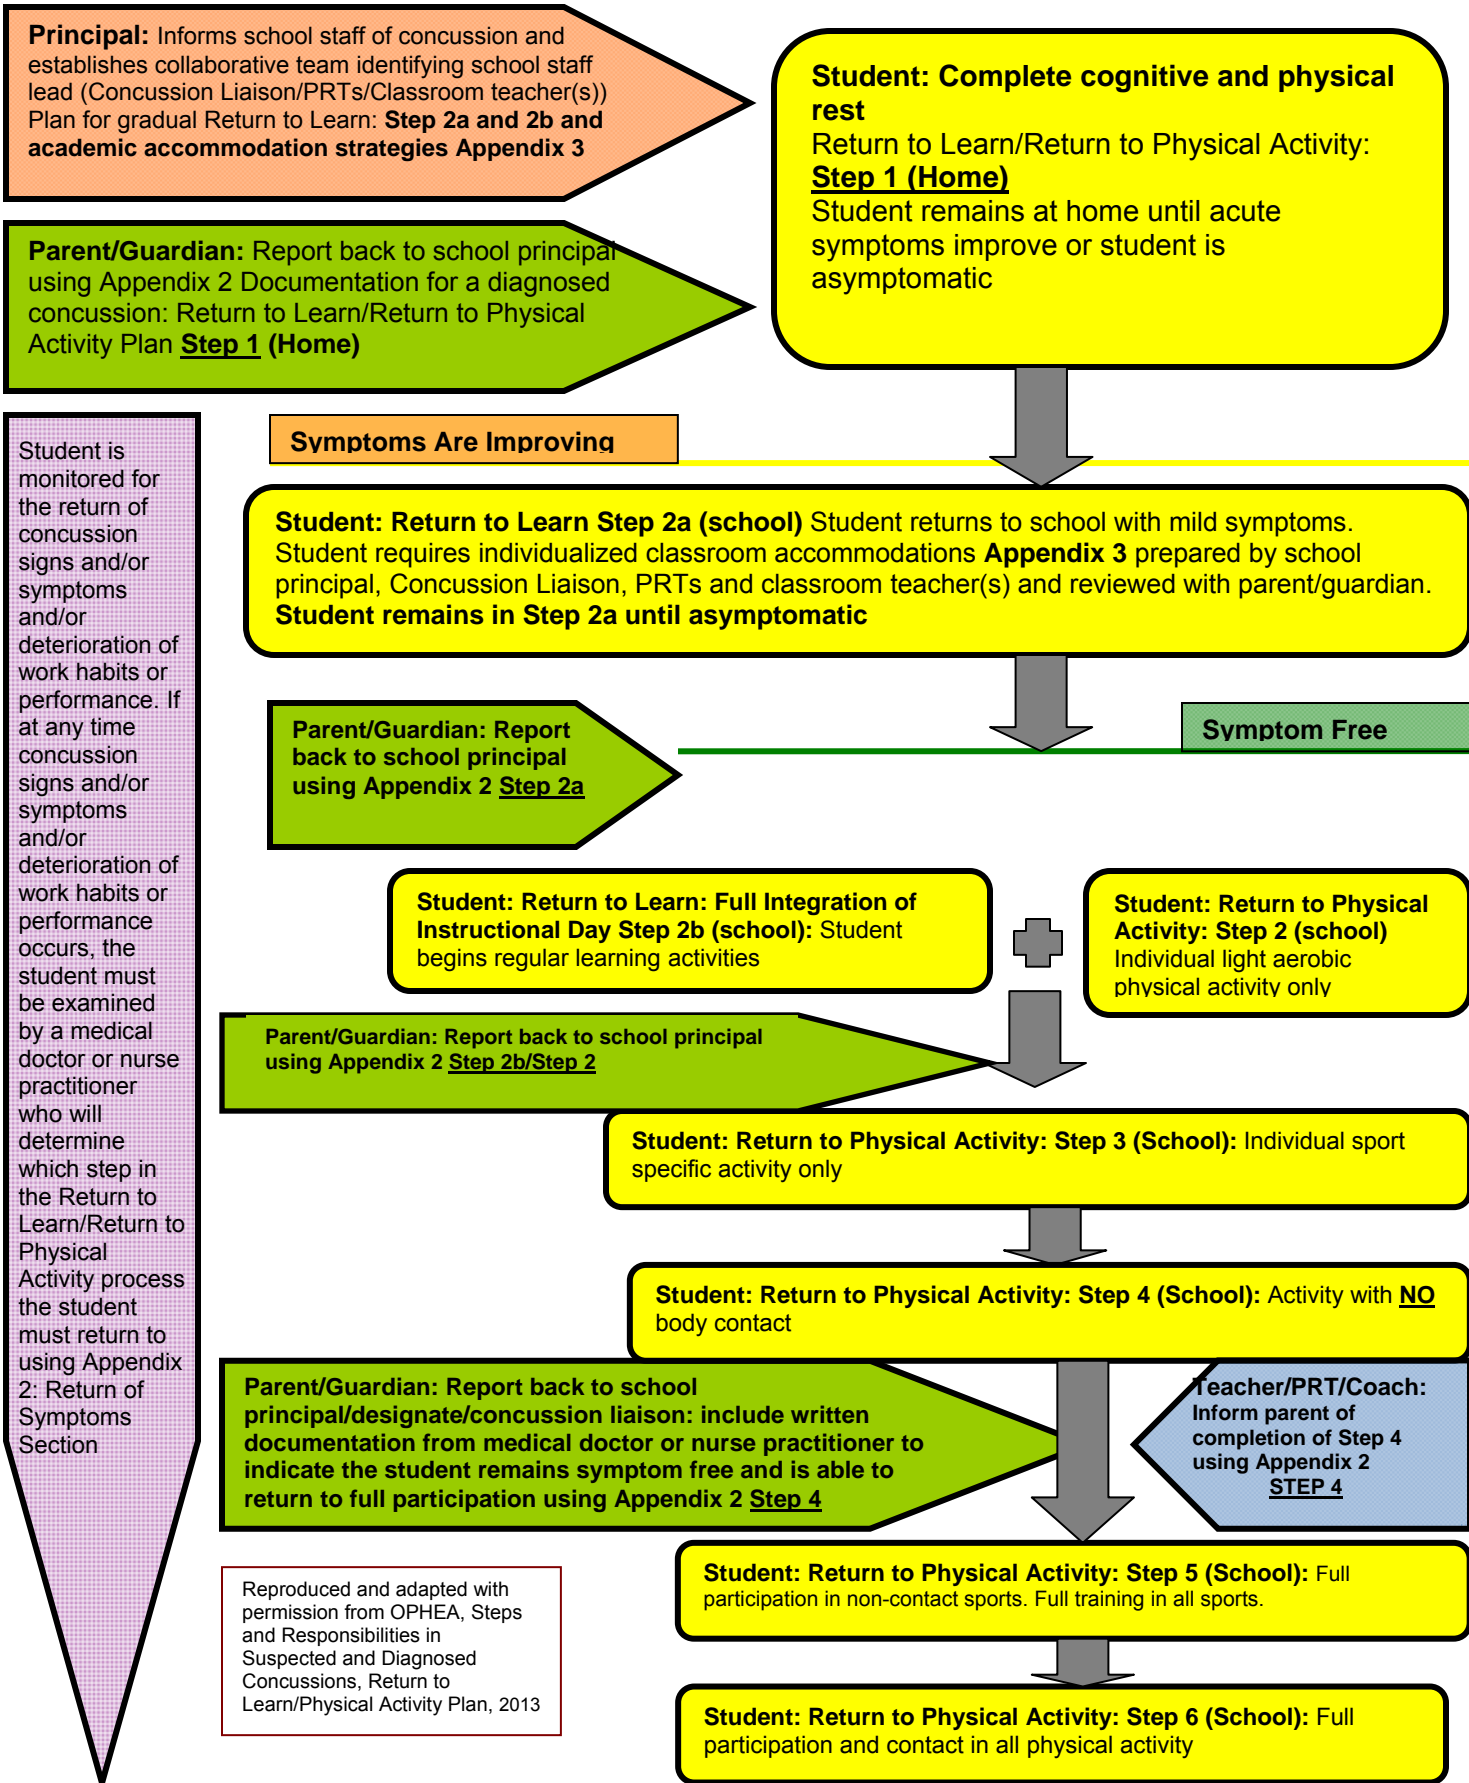 Principal: Informs school staff of concussion and
establishes collaborative team identifying school staff
lead (Concussion Liaison/PRTs/Classroom teacher(s))
Plan for gradual Return to Learn: Step 2a and 2b and
academic accommodation strategies Appendix 3
Student: Complete cognitive and physical
rest
Return to Learn/Return to Physical Activity:
Step 1 (Home)
Student remains at home until acute
symptoms improve or student is
asymptomatic
Parent/Guardian: Report back to school principal
using Appendix 2 Documentation for a diagnosed
concussion: Return to Learn/Return to Physical
Activity Plan Step 1 (Home)
Student is
monitored for
the return of
concussion
signs and/or
symptoms
and/or
deterioration of
work habits or
performance. If
at any time
concussion
signs and/or
symptoms
and/or
deterioration of
work habits or
performance
occurs, the
student must
be examined
by a medical
doctor or nurse
practitioner
who will
determine
which step in
the Return to
Learn/Return to
Physical
Activity process
the student
must return to
using Appendix
2: Return of
Symptoms
Section
Symptoms Are Improving
Student: Return to Learn Step 2a (school) Student returns to school with mild symptoms.
Student requires individualized classroom accommodations Appendix 3 prepared by school
principal, Concussion Liaison, PRTs and classroom teacher(s) and reviewed with parent/guardian.
Student remains in Step 2a until asymptomatic
Parent/Guardian: Report
back to school principal
using Appendix 2 Step 2a
Symptom Free
Student: Return to Learn: Full Integration of
Instructional Day Step 2b (school): Student
begins regular learning activities
Student: Return to Physical
Activity: Step 2 (school)
Individual light aerobic
physical activity only
Parent/Guardian: Report back to school principal
using Appendix 2 Step 2b/Step 2
Student: Return to Physical Activity: Step 3 (School): Individual sport
specific activity only
Student: Return to Physical Activity: Step 4 (School): Activity with NO
body contact
Parent/Guardian: Report back to school
principal/designate/concussion liaison: include written
documentation from medical doctor or nurse practitioner to
indicate the student remains symptom free and is able to
return to full participation using Appendix 2 Step 4
Teacher/PRT/Coach:
Inform parent of
completion of Step 4
using Appendix 2
STEP 4
Student: Return to Physical Activity: Step 5 (School): Full
participation in non-contact sports. Full training in all sports.
Reproduced and adapted with
permission from OPHEA, Steps
and Responsibilities in
Suspected and Diagnosed
Concussions, Return to
Learn/Physical Activity Plan, 2013
Student: Return to Physical Activity: Step 6 (School): Full
participation and contact in all physical activity